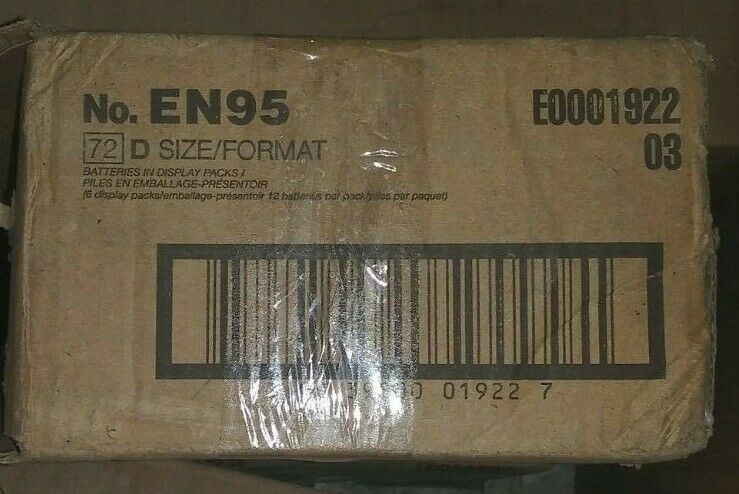 No. EN95
E0001922
72 D SIZE/FORMAT
03
BATTERIES IN DISPLAY PACKS /
PILES EN EMBALLAGE-PRÉSENTOIR
(6 display packs/emballage-présentoir 12 batteries per pack/piles par paquet)
01922 7